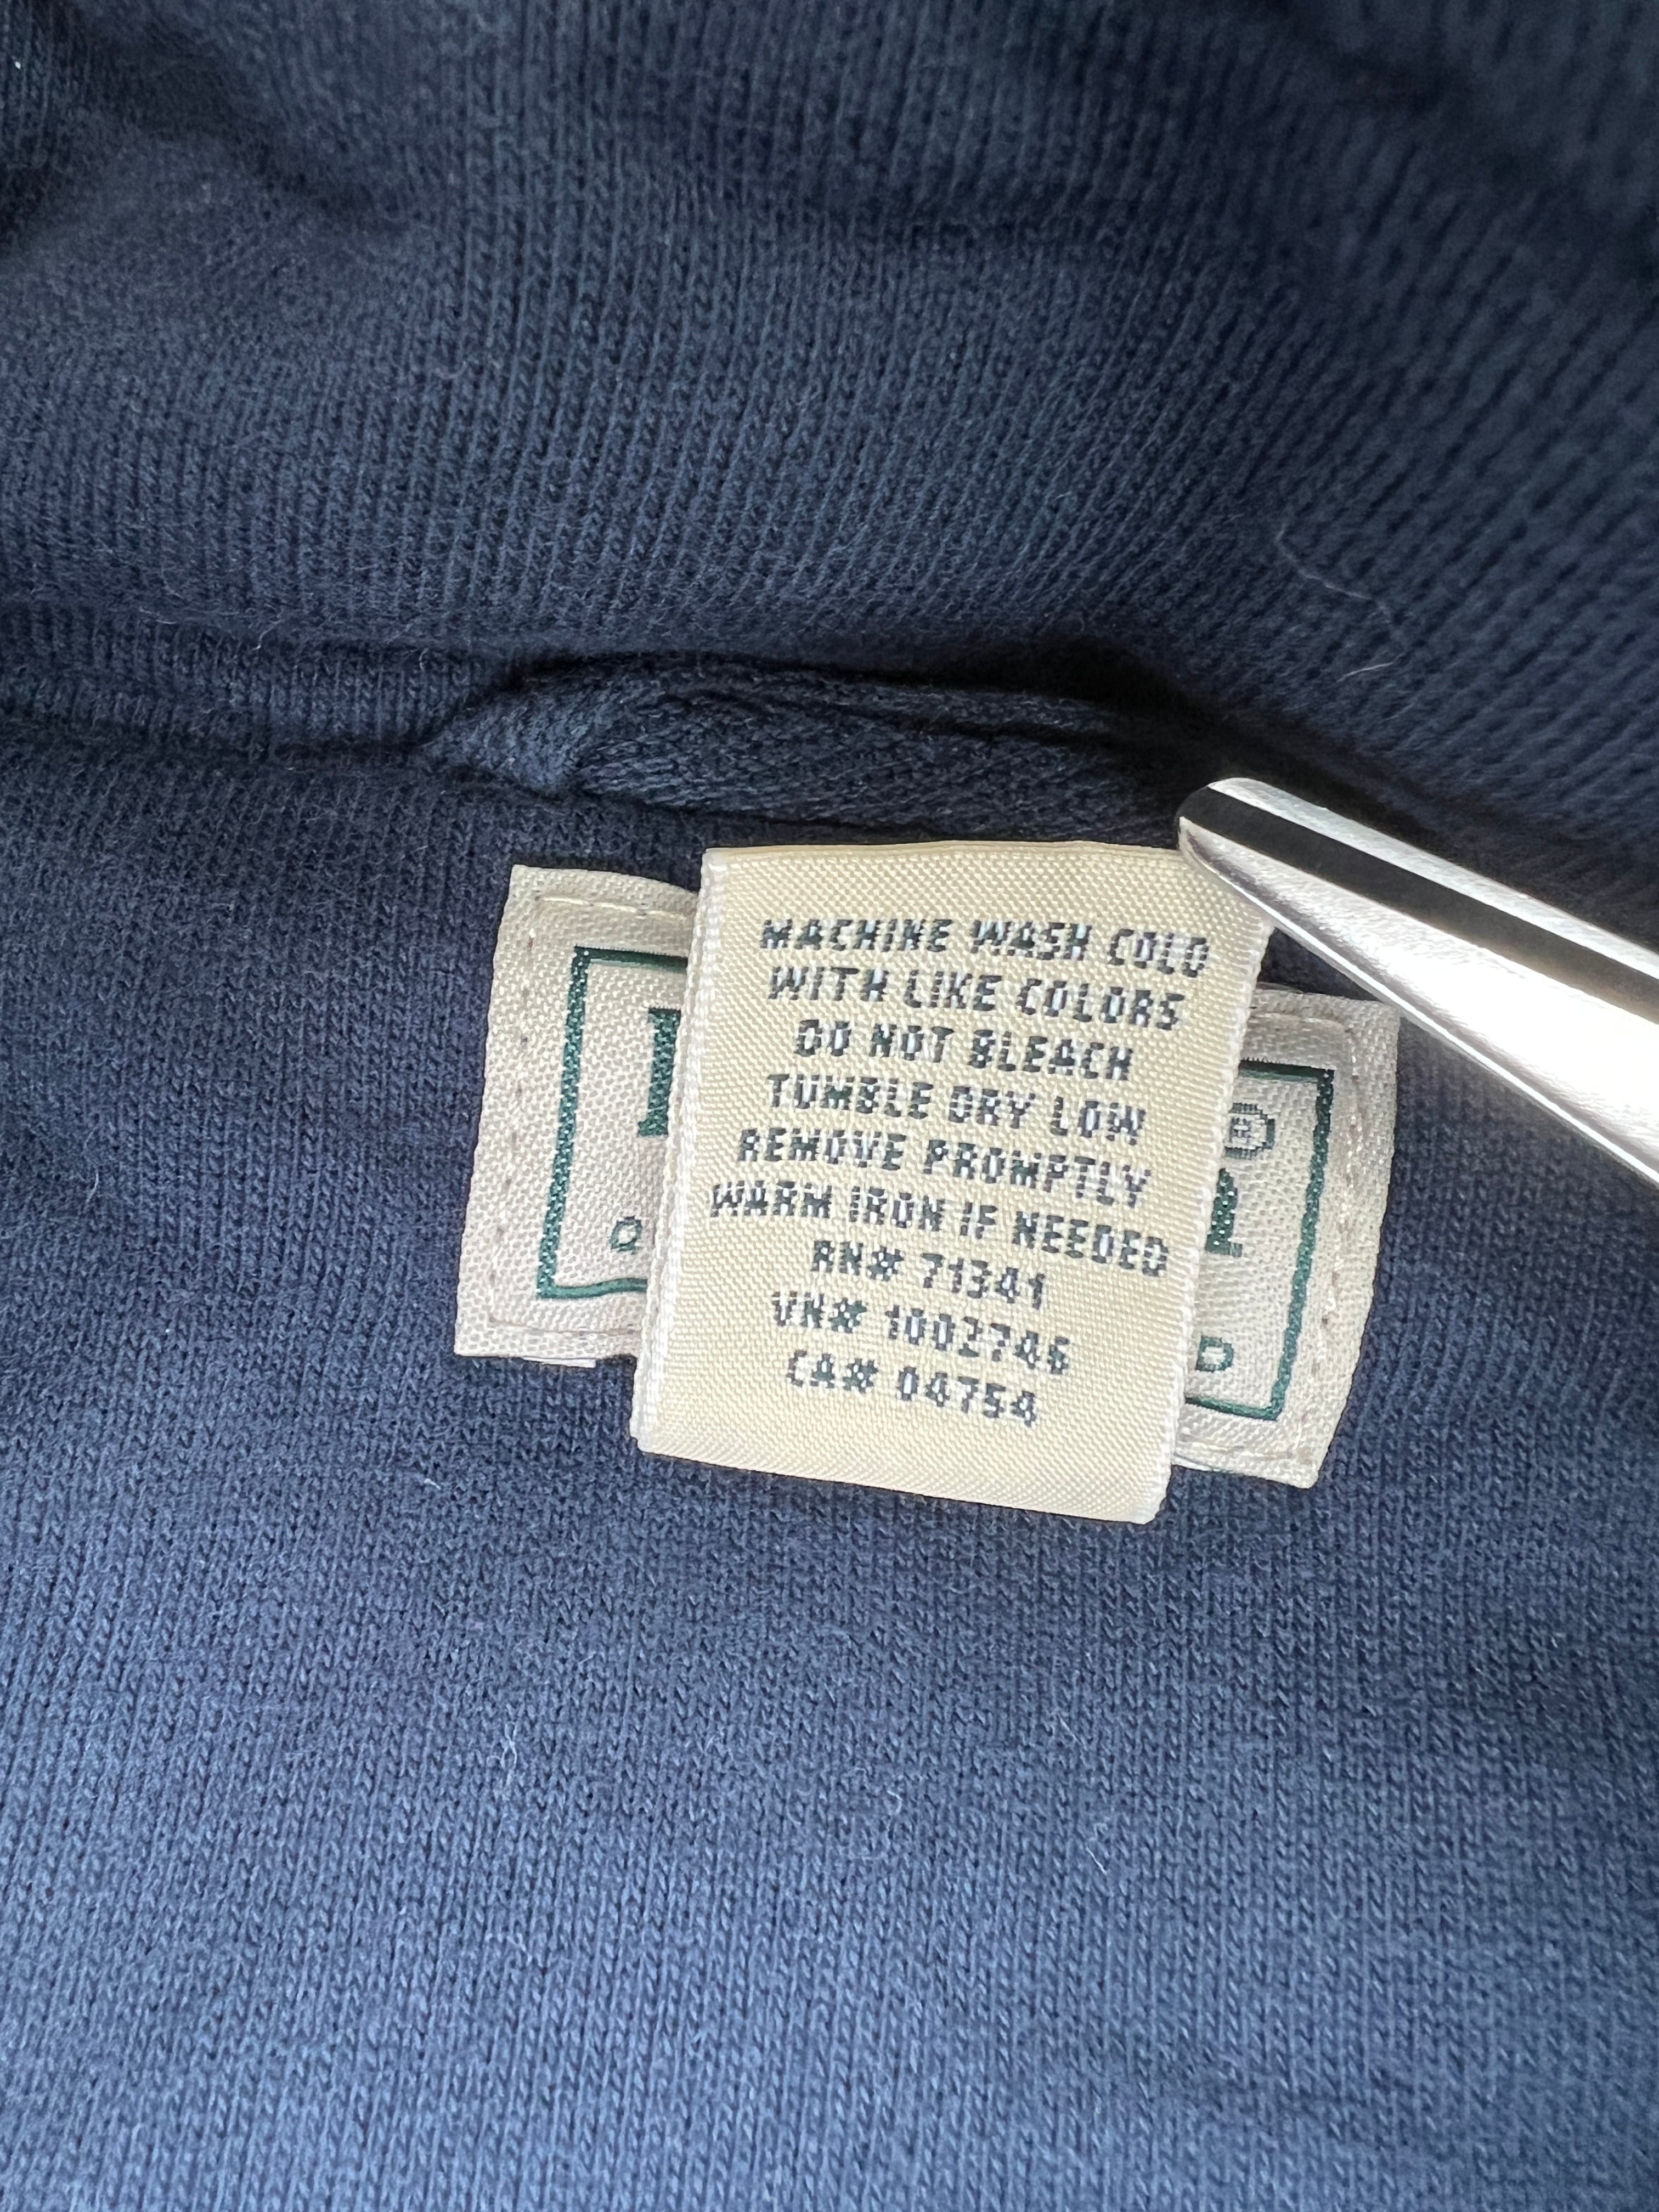 MACHINE WASH COLD
WITH LIKE COLORS
DO NOT BLEACH
TUMBLE DRY LOW
REMOVE PROMPTLY
WARM IRON IF NEEDED
RN# 71341
VN# 1002746
CA# 04754
®